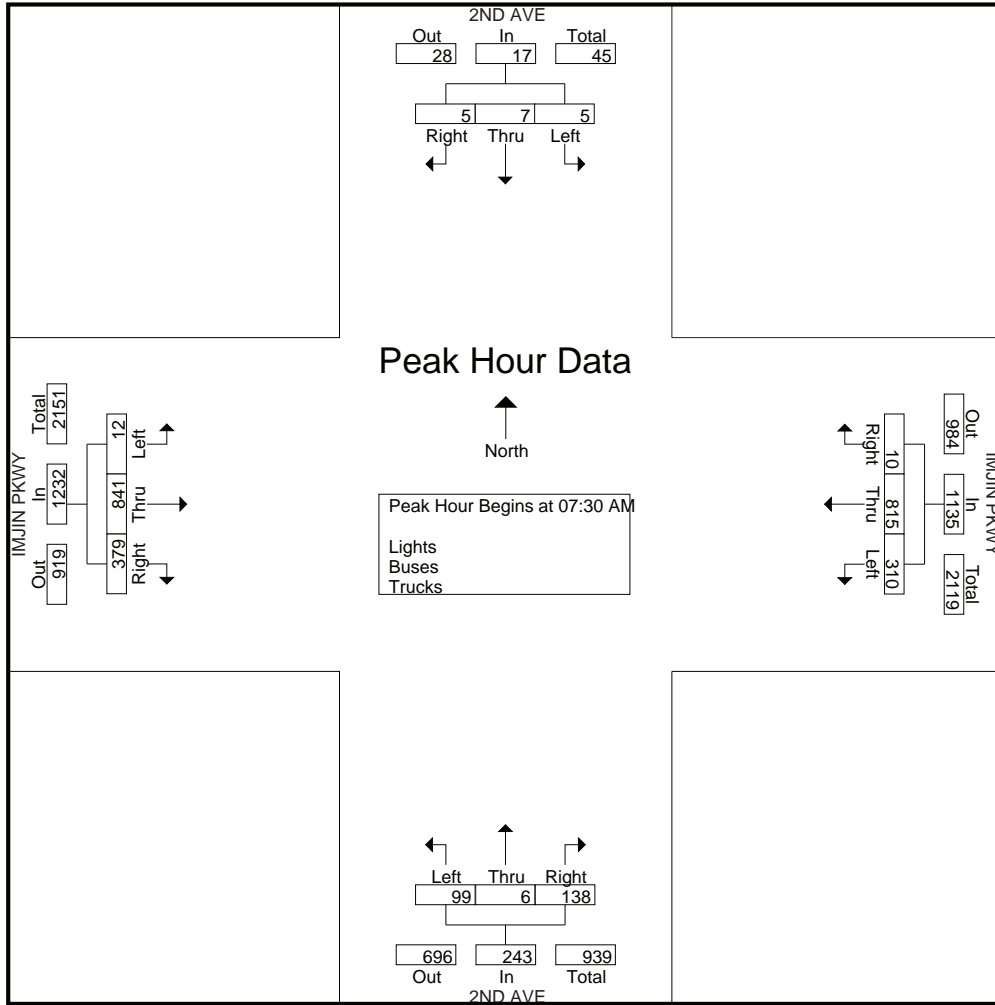 2ND AVE
Out In Total
28 17 45
5 7 5
Right Thru Left
Peak Hour Data
North
Peak Hour Begins at 07:30 AM
Lights
Buses
Trucks
IMJIN PKWY
Out In Total
919 1232 2151
Left Thru Right
12 841 379
Right Thru Left
10 815 310
Out In Total
984 1135 2119
IMJIN PKWY
Left Thru Right
99 6 138
696 243 939
Out In Total
2ND AVE